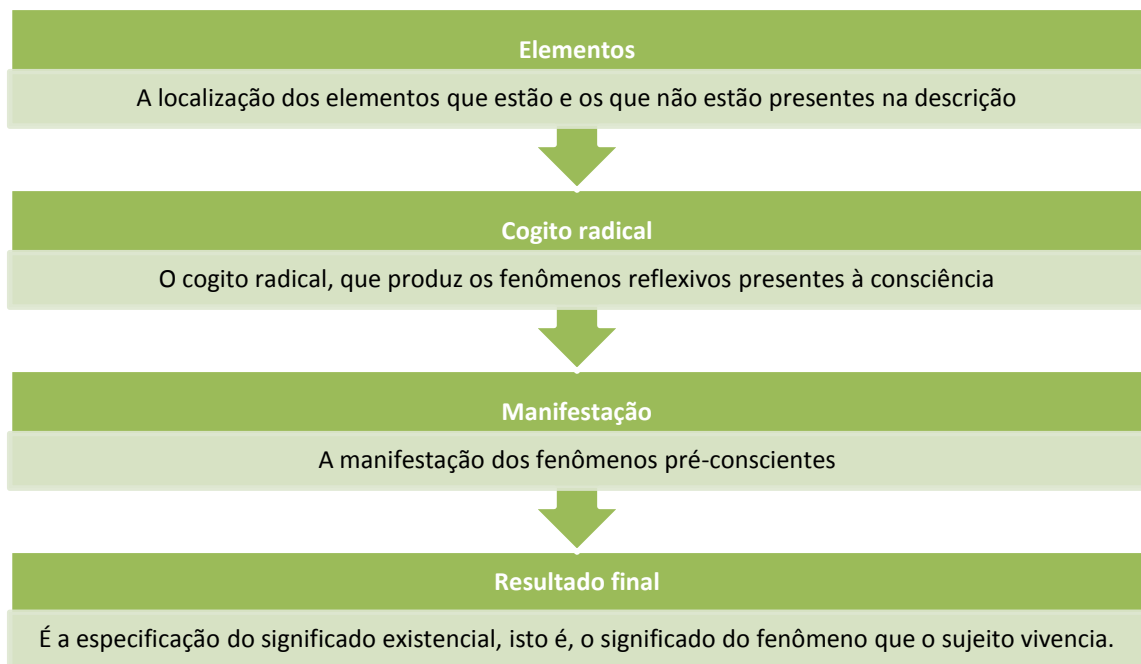 Elementos
A localização dos elementos que estão e os que não estão presentes na descrição
Cogito radical
O cogito radical, que produz os fenômenos reflexivos presentes à consciência
Manifestação
A manifestação dos fenômenos pré-conscientes
Resultado final
É a especificação do significado existencial, isto é, o significado do fenômeno que o sujeito vivencia.